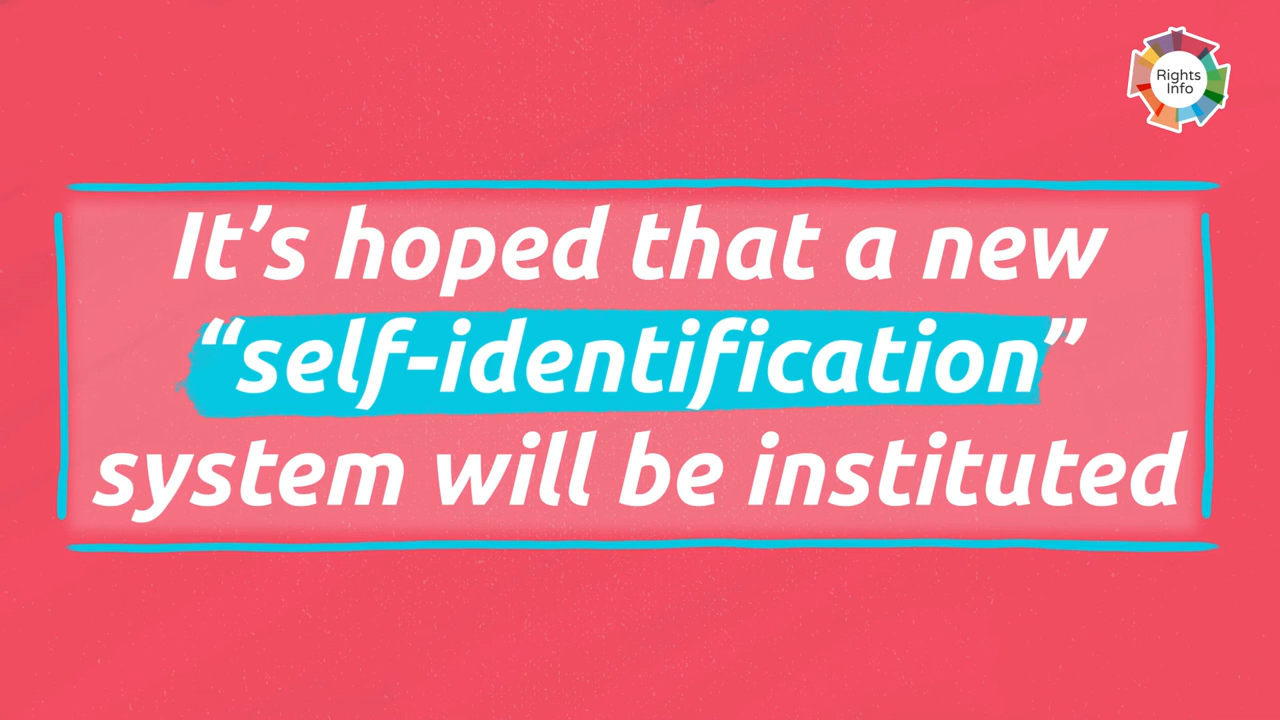 Rights
Info
It’s hoped that a new
“self-identification”
system will be instituted